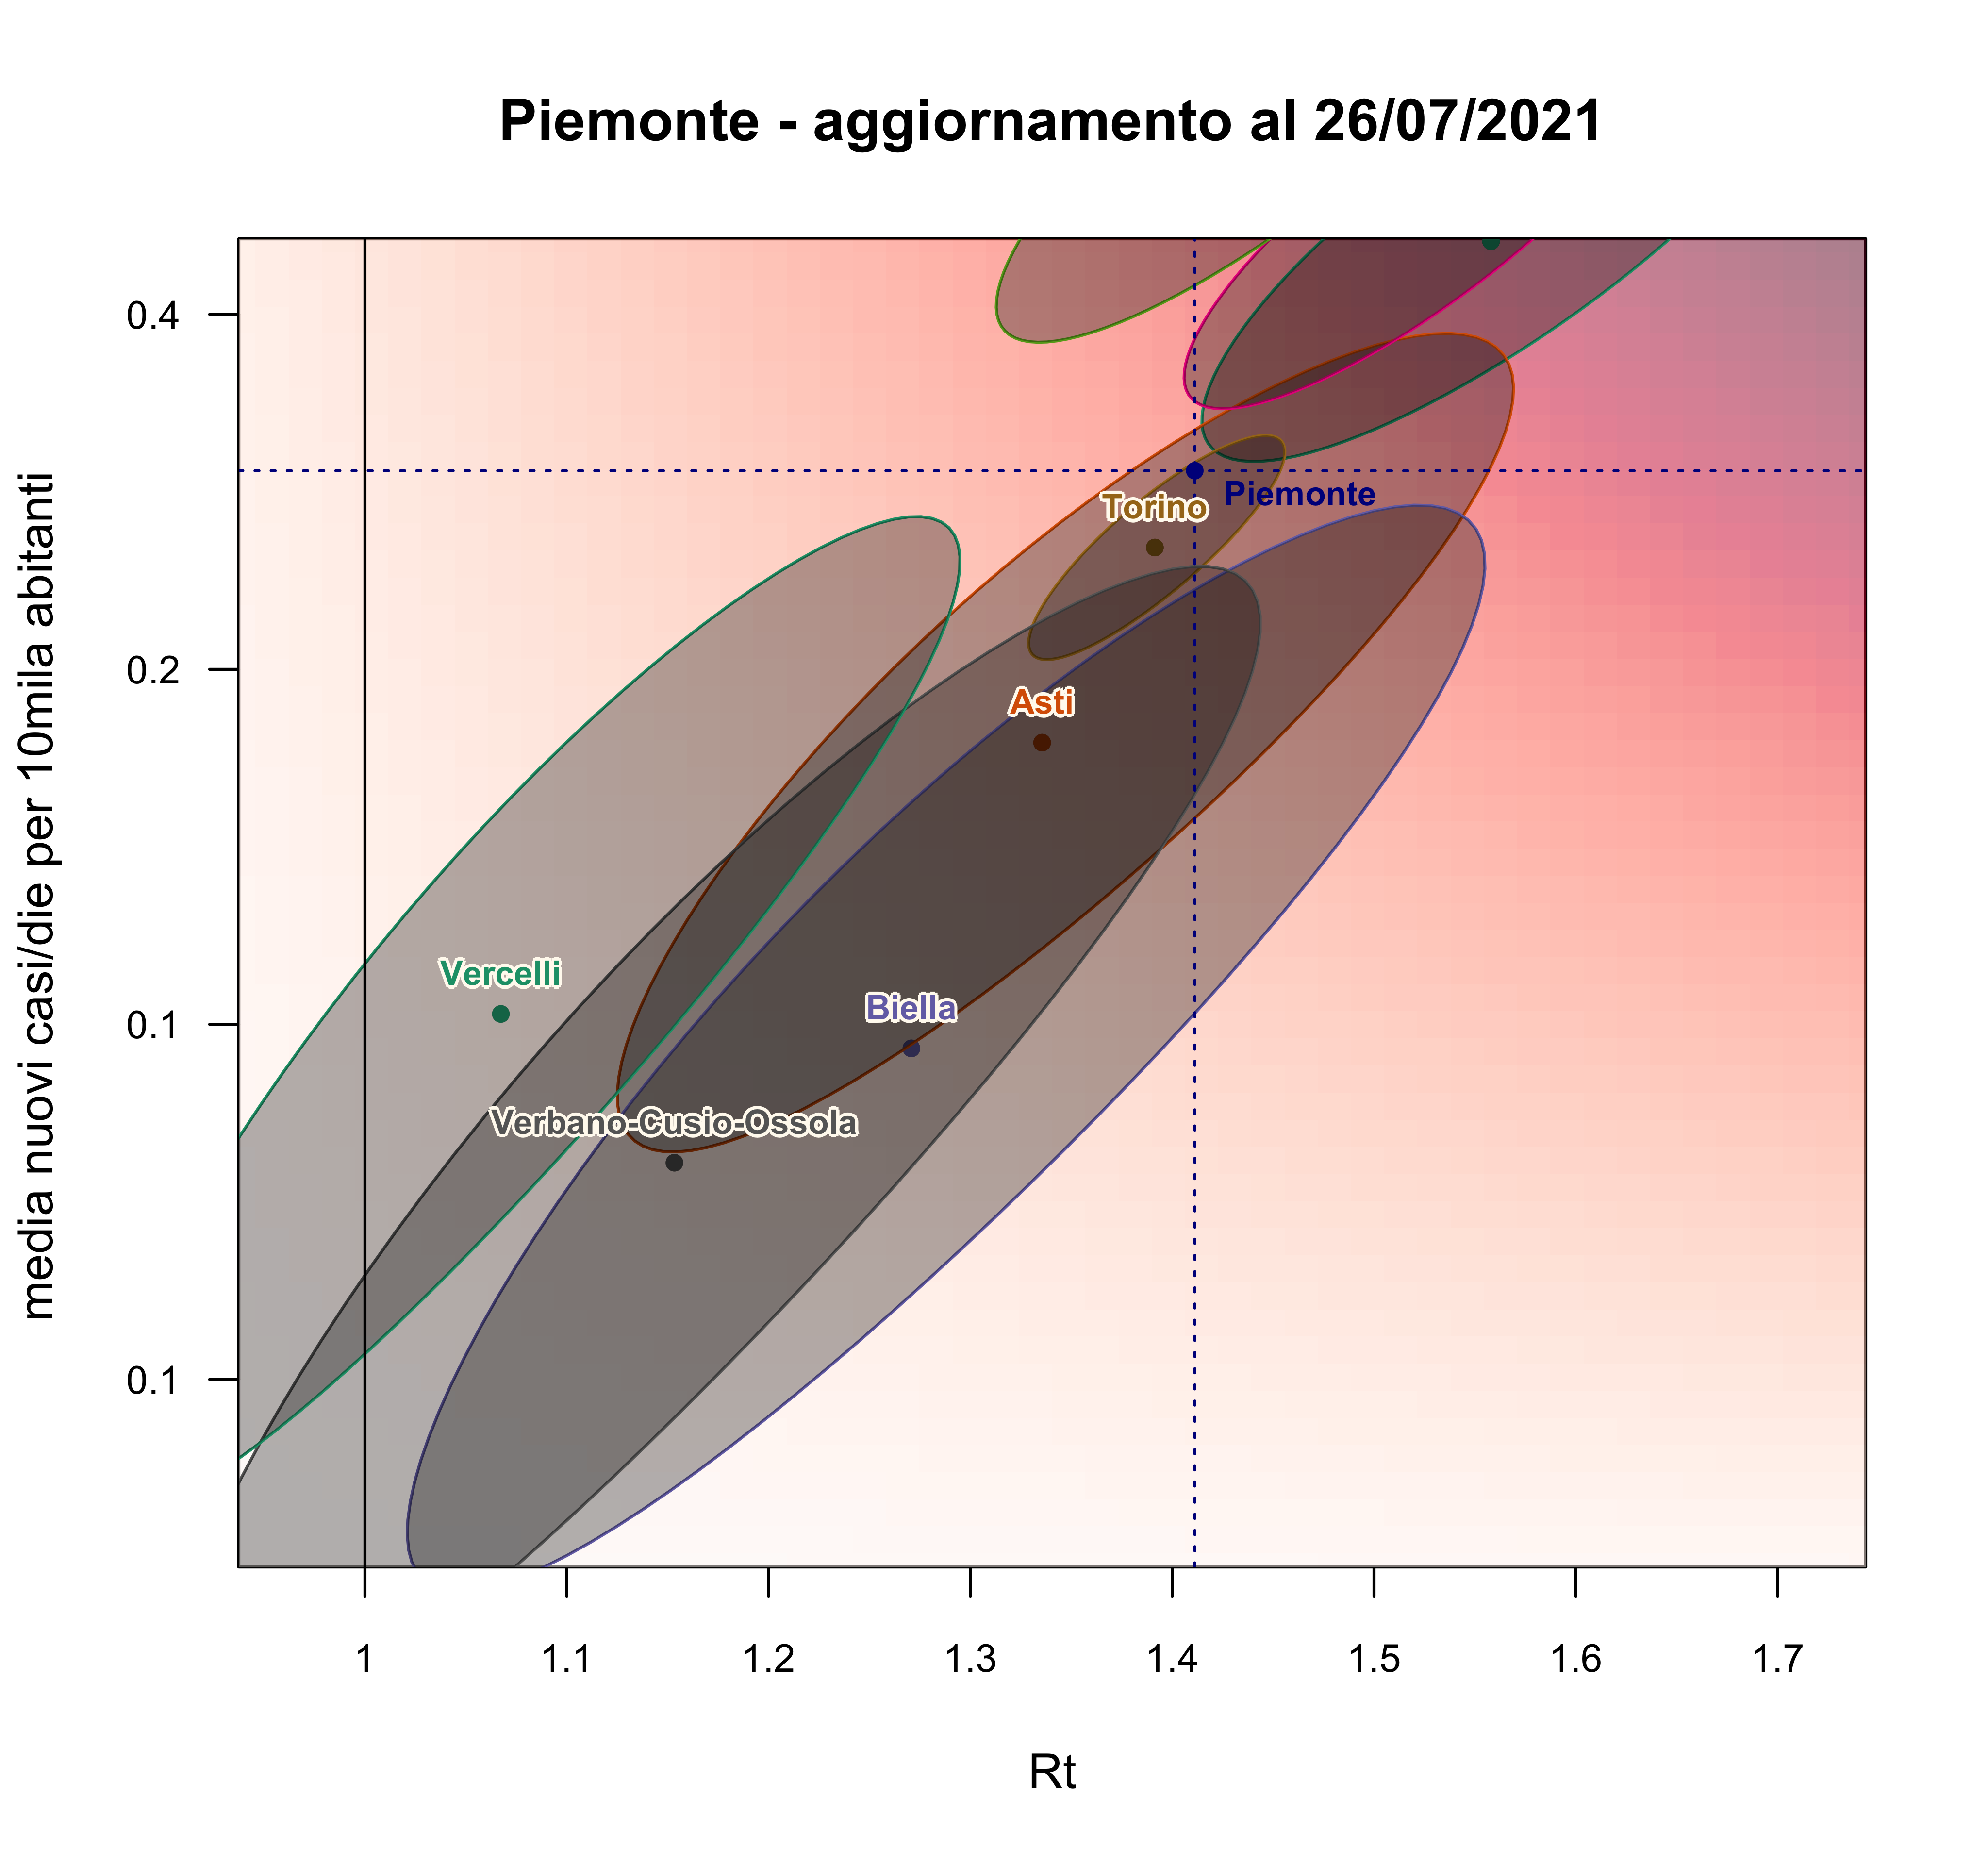 Piemonte - aggiornamento al 26/07/2021
media nuovi casi/die per 10mila abitanti
0.4
0.2
0.1
0.1
Piemonte
Torino
Asti
Vercelli
Biella
Verbano-Cusio-Ossola
1 1.1 1.2 1.3 1.4 1.5 1.6 1.7
Rt